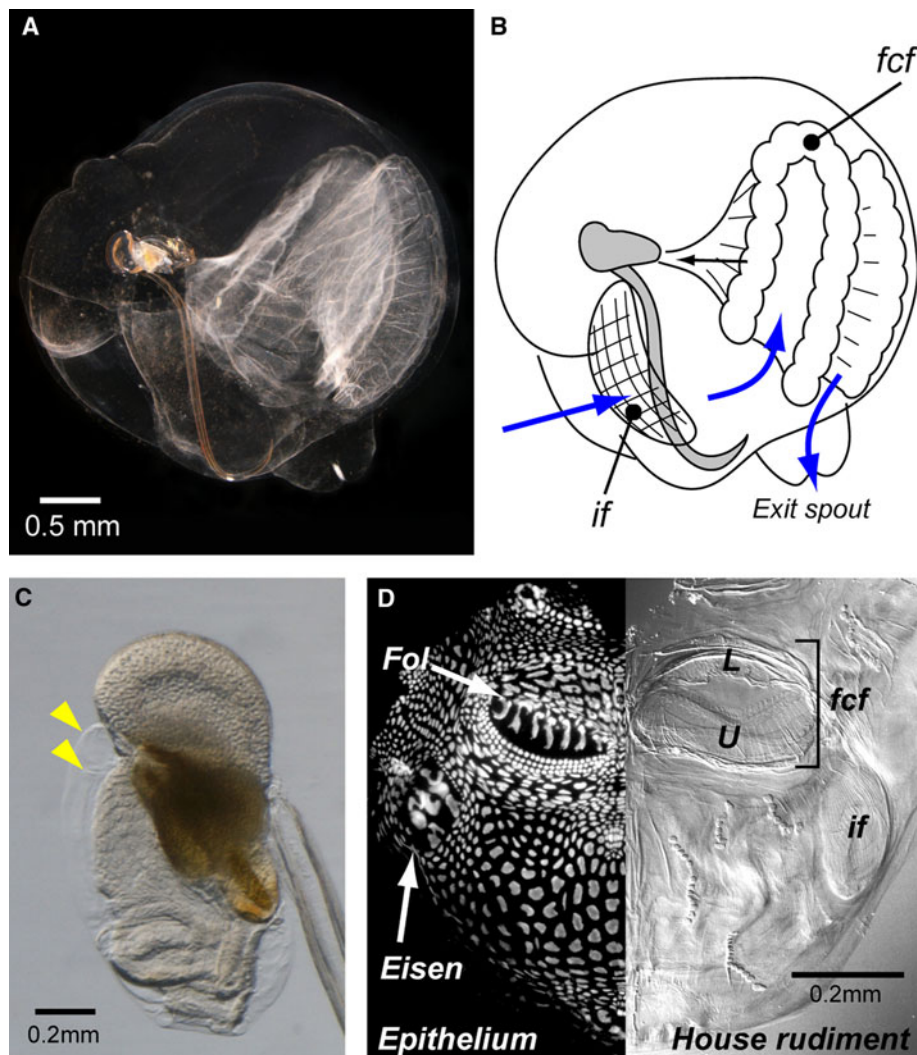 A
0.5 mm
B
fcf
if
Exit spout
C
0.2mm
D
Fol
Eisen
Epithelium
L
fcf
U
if
0.2mm
House rudiment